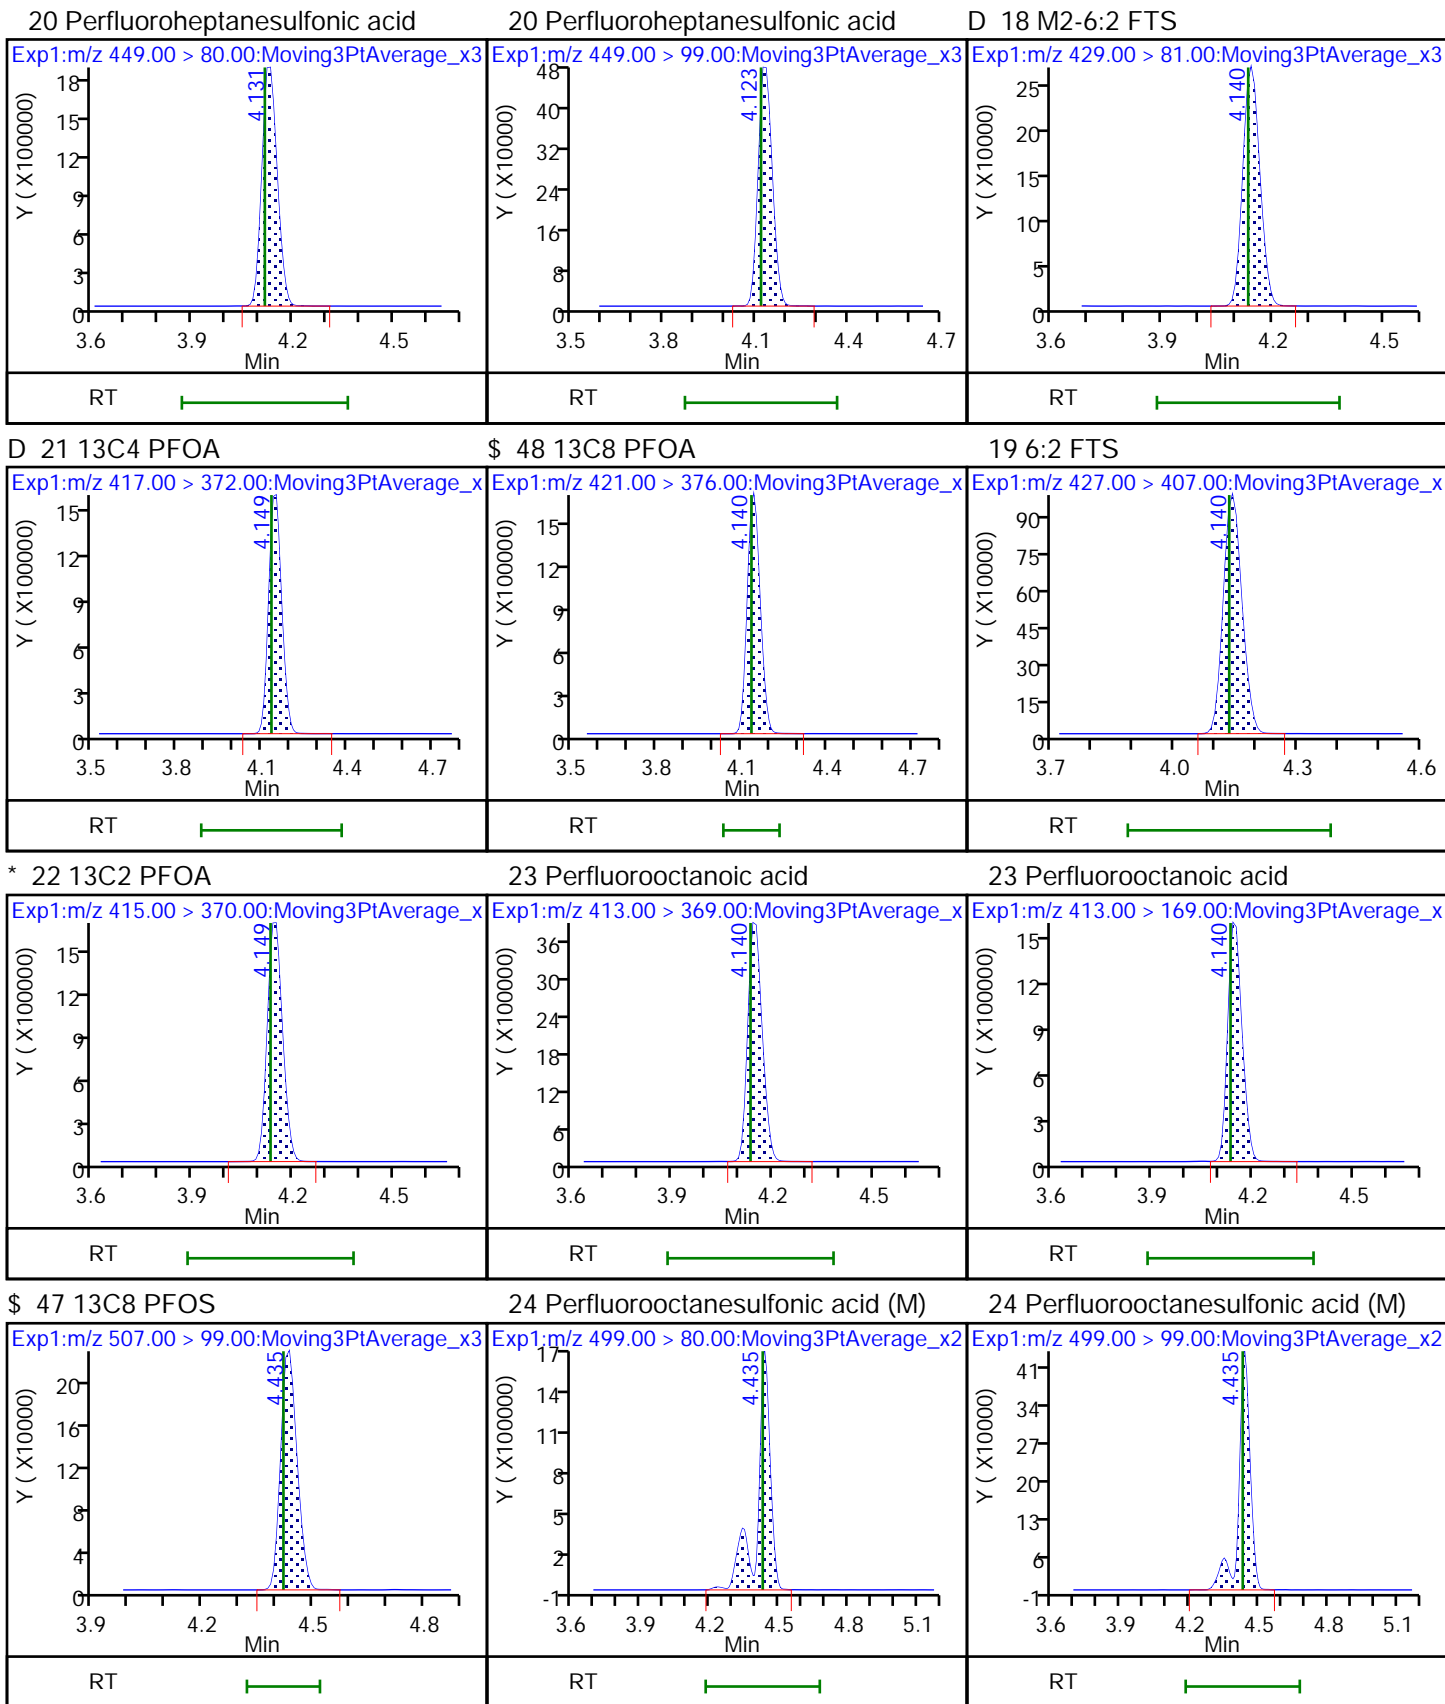 20 Perfluoroheptanesulfonic acid
Exp1:m/z 449.00 > 80.00:Moving3PtAverage_x3
4.131
Y ( X100000)
18
15
12
9
6
3
0
3.6 3.9 4.2 4.5
Min
RT
20 Perfluoroheptanesulfonic acid
Exp1:m/z 449.00 > 99.00:Moving3PtAverage_x3
4.123
Y ( X10000)
48
40
32
24
16
8
0
3.5 3.8 4.1 4.4 4.7
Min
RT
D 18 M2-6:2 FTS
Exp1:m/z 429.00 > 81.00:Moving3PtAverage_x3
4.140
Y ( X10000)
25
20
15
10
5
0
3.6 3.9 4.2 4.5
Min
RT
D 21 13C4 PFOA
Exp1:m/z 417.00 > 372.00:Moving3PtAverage_x
4.149
Y ( X100000)
15
12
9
6
3
0
3.5 3.8 4.1 4.4 4.7
Min
RT
$ 48 13C8 PFOA
Exp1:m/z 421.00 > 376.00:Moving3PtAverage_x
4.140
Y ( X100000)
15
12
9
6
3
0
3.5 3.8 4.1 4.4 4.7
Min
RT
19 6:2 FTS
Exp1:m/z 427.00 > 407.00:Moving3PtAverage_x
4.140
Y ( X10000)
90
75
60
45
30
15
0
3.7 4.0 4.3 4.6
Min
RT
* 22 13C2 PFOA
Exp1:m/z 415.00 > 370.00:Moving3PtAverage_x
4.149
Y ( X100000)
15
12
9
6
3
0
3.6 3.9 4.2 4.5
Min
RT
23 Perfluorooctanoic acid
Exp1:m/z 413.00 > 369.00:Moving3PtAverage_x
4.140
Y ( X100000)
36
30
24
18
12
6
0
3.6 3.9 4.2 4.5
Min
RT
23 Perfluorooctanoic acid
Exp1:m/z 413.00 > 169.00:Moving3PtAverage_x
4.140
Y ( X100000)
15
12
9
6
3
0
3.6 3.9 4.2 4.5
Min
RT
$ 47 13C8 PFOS
Exp1:m/z 507.00 > 99.00:Moving3PtAverage_x3
4.435
Y ( X10000)
20
16
12
8
4
0
3.9 4.2 4.5 4.8
Min
RT
24 Perfluorooctanesulfonic acid (M)
Exp1:m/z 499.00 > 80.00:Moving3PtAverage_x2
4.435
Y ( X100000)
17
14
11
8
5
2
-1
3.6 3.9 4.2 4.5 4.8 5.1
Min
RT
24 Perfluorooctanesulfonic acid (M)
Exp1:m/z 499.00 > 99.00:Moving3PtAverage_x2
4.435
Y ( X10000)
41
34
27
20
13
6
-1
3.6 3.9 4.2 4.5 4.8 5.1
Min
RT